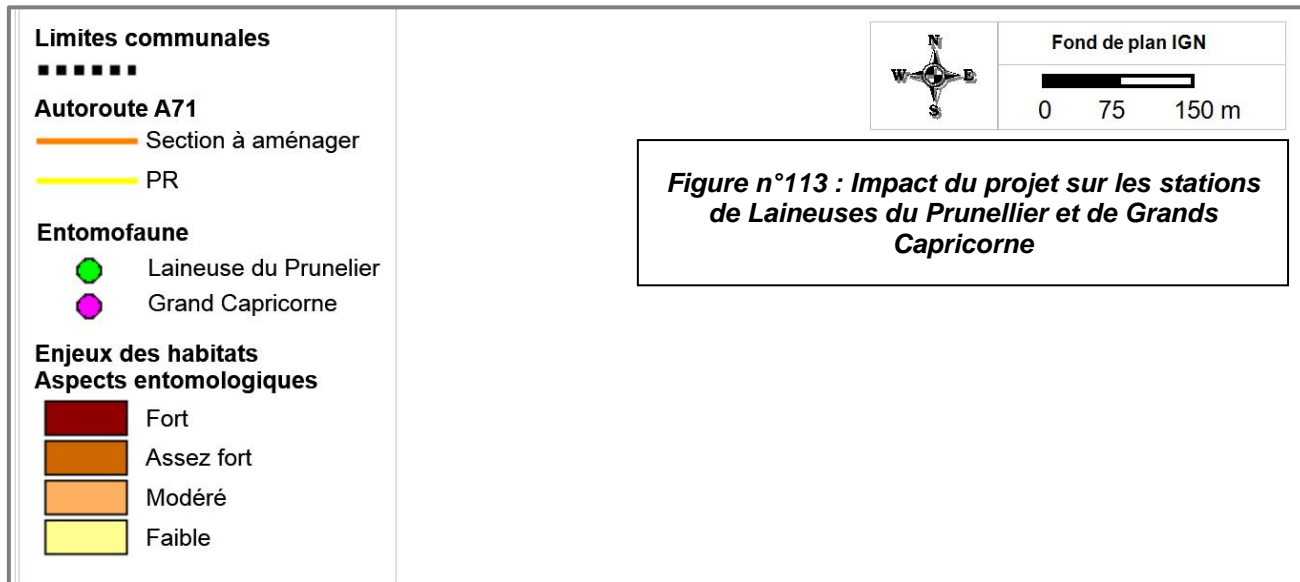 Limites communales
Autoroute A71
Section à aménager
PR
Entomofaune
Laineuse du Prunelier
Grand Capricorne
Enjeux des habitats
Aspects entomologiques
Fort
Assez fort
Modéré
Faible
N
W E
S
Fond de plan IGN
0 75 150 m
Figure n°113 : Impact du projet sur les stations
de Laineuses du Prunellier et de Grands
Capricorne